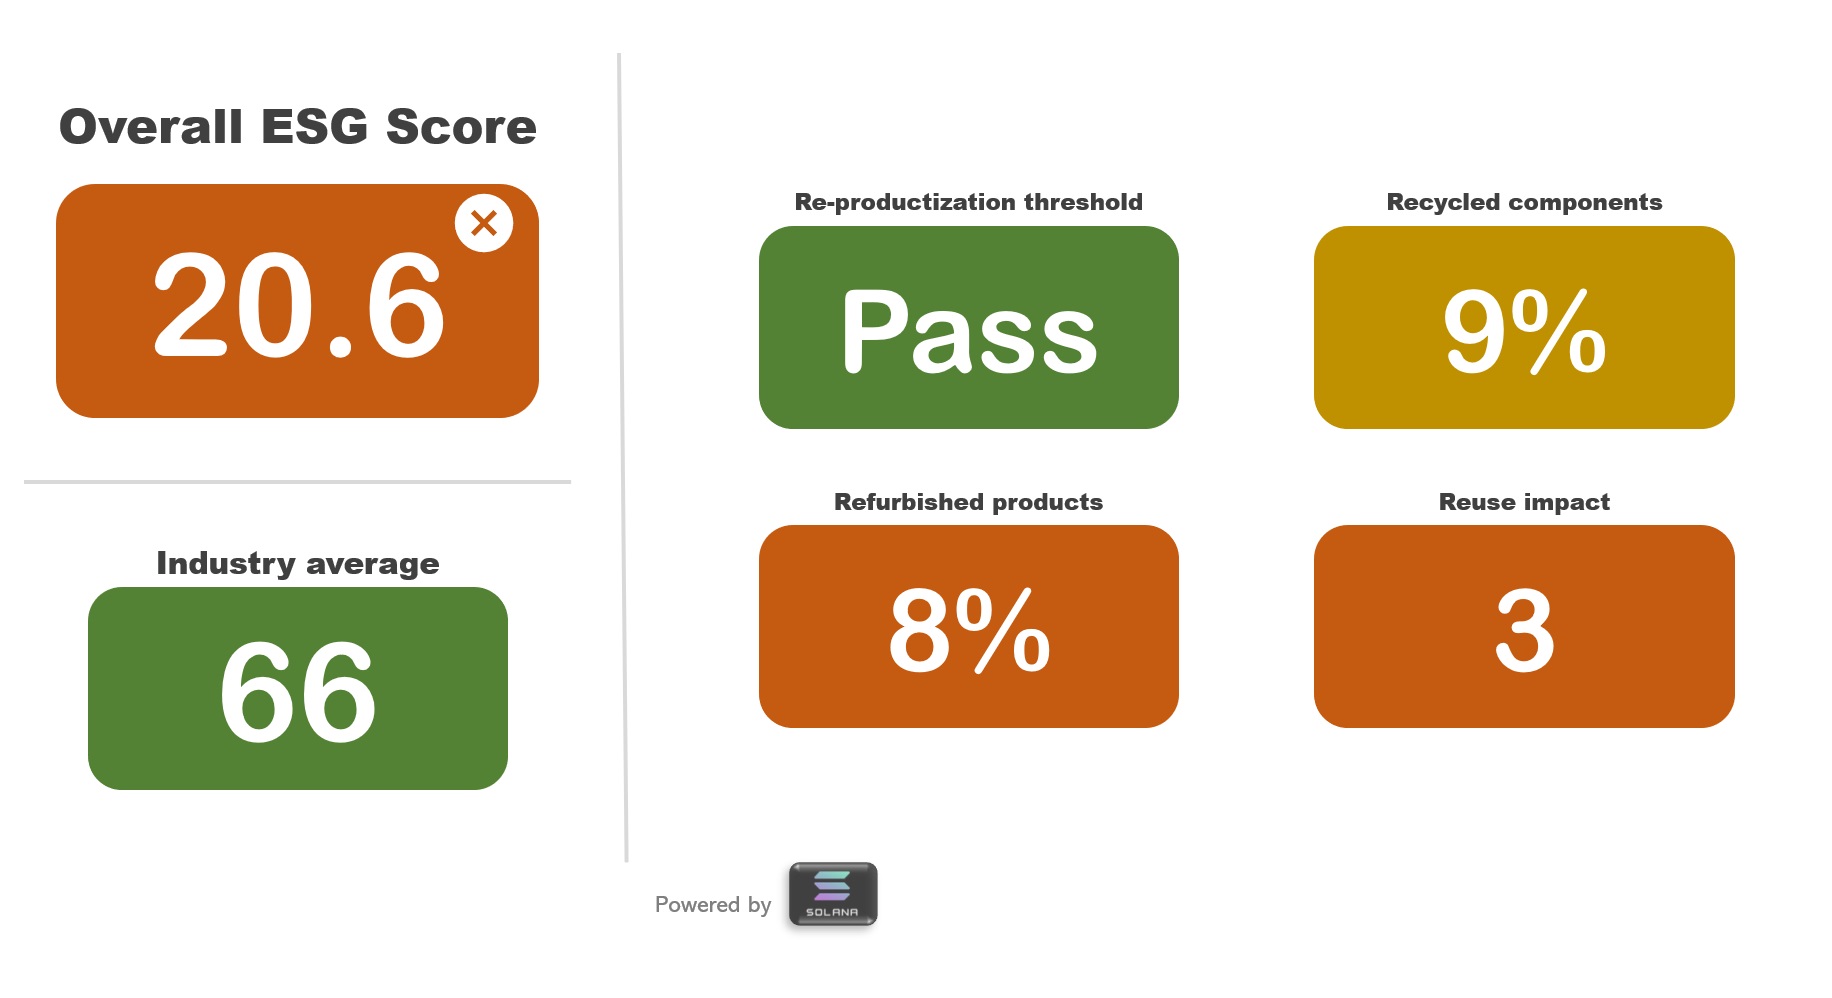 Overall ESG Score
20.6
Industry average
66
Re-productization threshold
Pass
Recycled components
9%
Refurbished products
8%
Reuse impact
3
Powered by
SOLANA